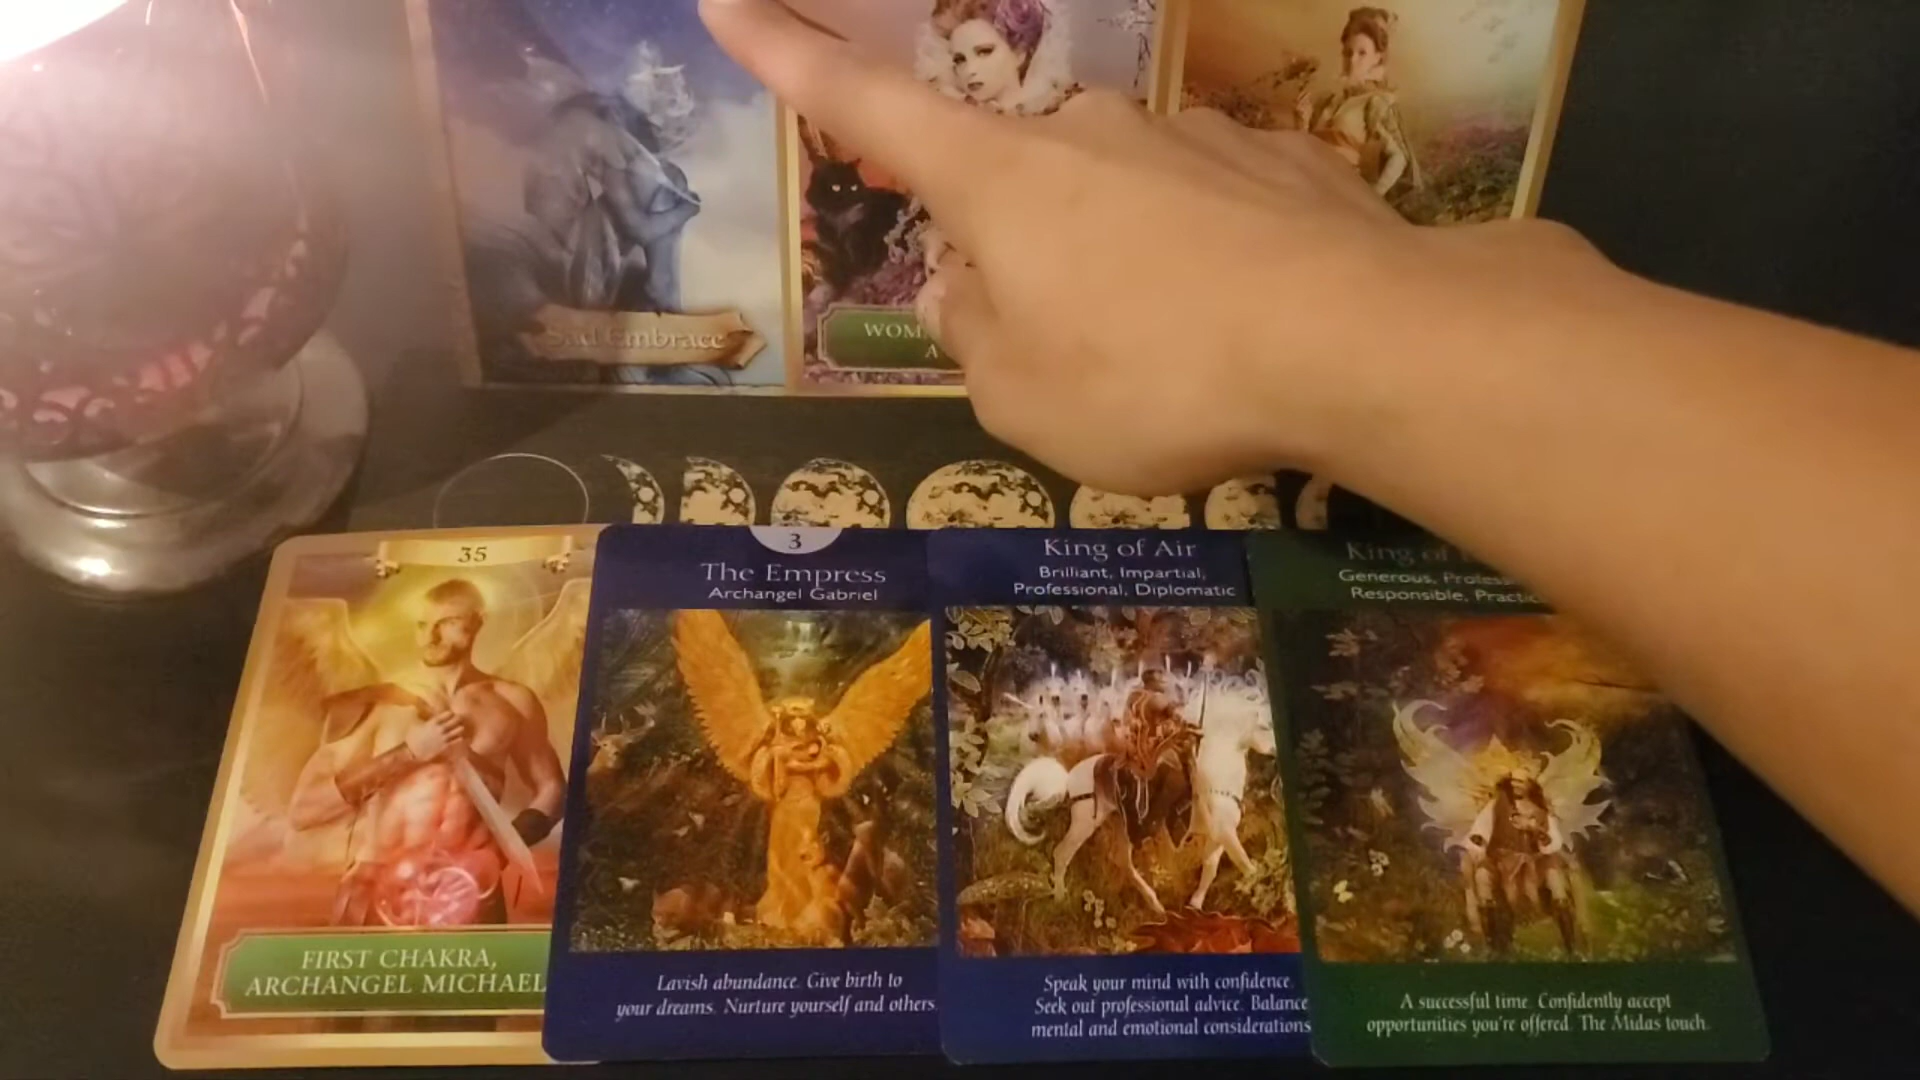 Sad Embrace
WOM
A
35
FIRST CHAKRA,
ARCHANGEL MICHAEL
3
The Empress
Archangel Gabriel
Lavish abundance. Give birth to
your dreams. Nurture yourself and others.
King of Air
Brilliant, Impartial,
Professional, Diplomatic
Speak your mind with confidence.
Seek out professional advice. Balance
mental and emotional considerations
King of
Generous, Profess
Responsible, Practic
A successful time. Confidently accept
opportunities you're offered. The Midas touch.